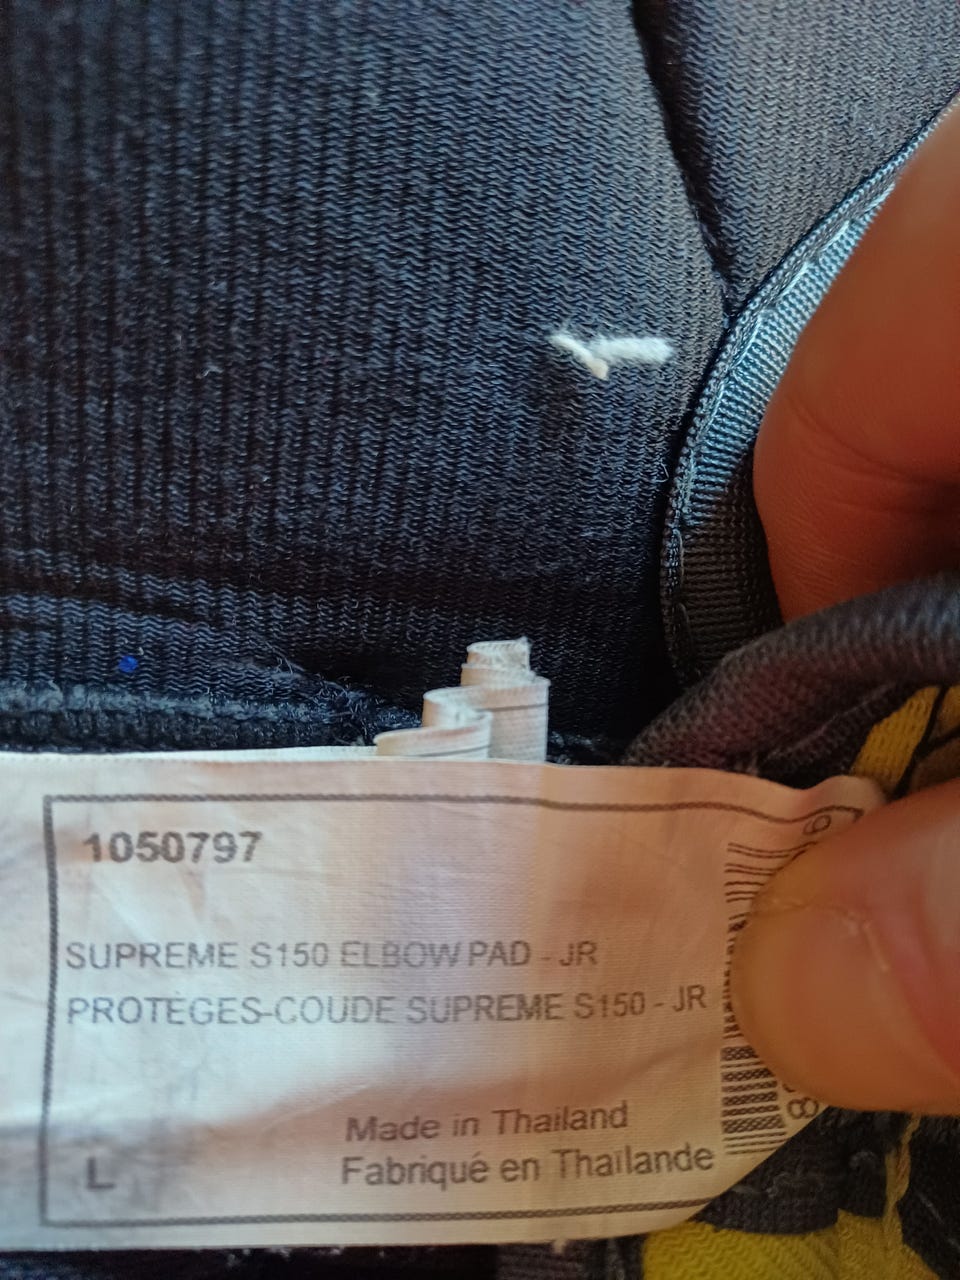 1050797
SUPREME S150 ELBOW PAD - JR
PROTÈGES-COUDE SUPREME S150 - JR
Made in Thailand
L Fabriqué en Thaïlande